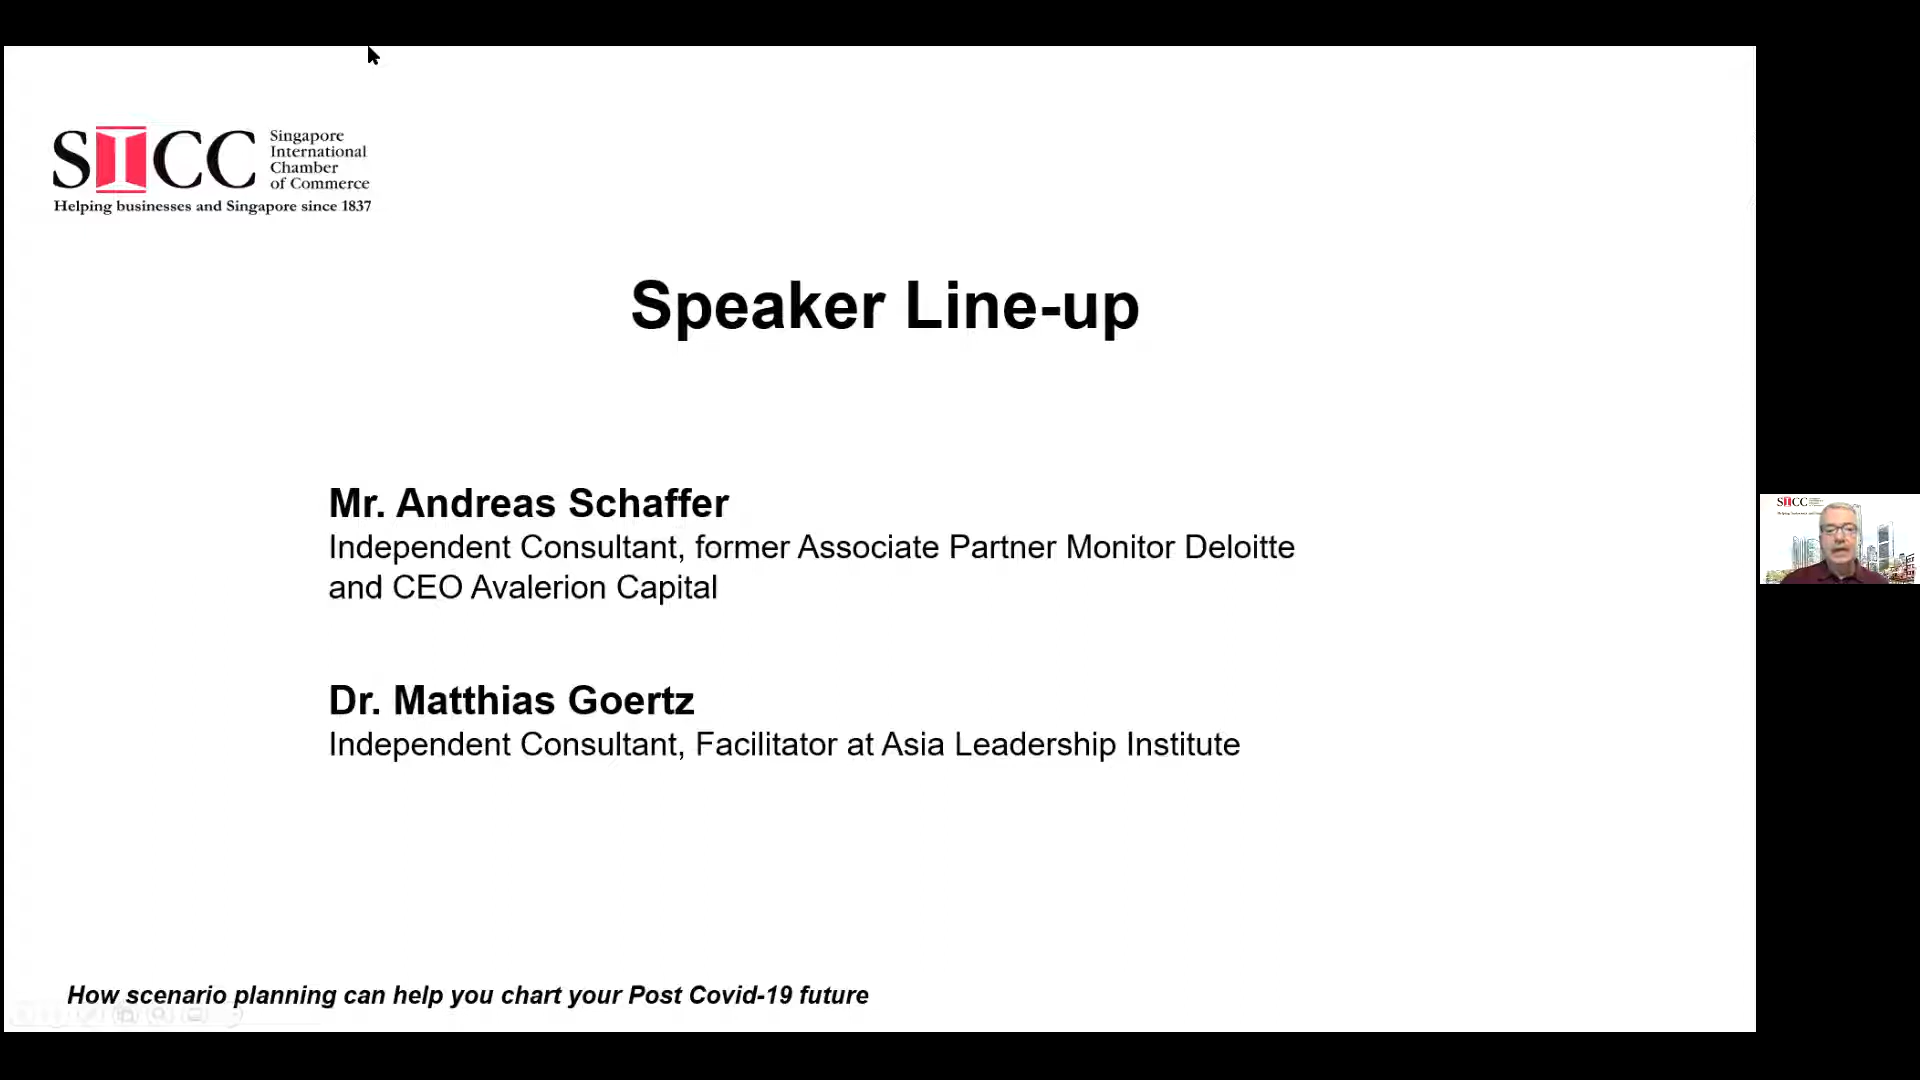 SICC
Singapore
International
Chamber
of Commerce
Helping businesses and Singapore since 1837
Speaker Line-up
Mr. Andreas Schaffer
Independent Consultant, former Associate Partner Monitor Deloitte
and CEO Avalerion Capital
Dr. Matthias Goertz
Independent Consultant, Facilitator at Asia Leadership Institute
How scenario planning can help you chart your Post Covid-19 future
SICC